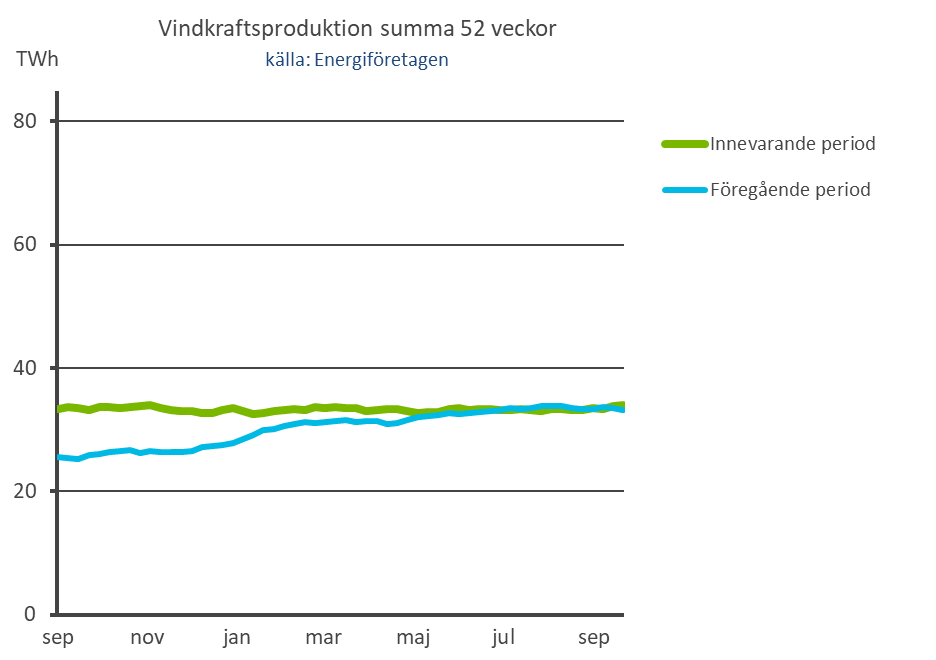 Vindkraftsproduktion summa 52 veckor
TWh
källa: Energiföretagen
80
60
40
20
0
sep nov jan mar maj jul sep
Innevarande period
Föregående period